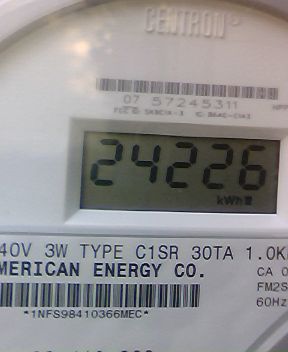 CENTRON
07 57245311
24226
kWh
40V 3W TYPE C1SR 30TA 1.0K
MERICAN ENERGY CO.
CA 0
FM2S
60Hz
*1NFS98410366MEC*